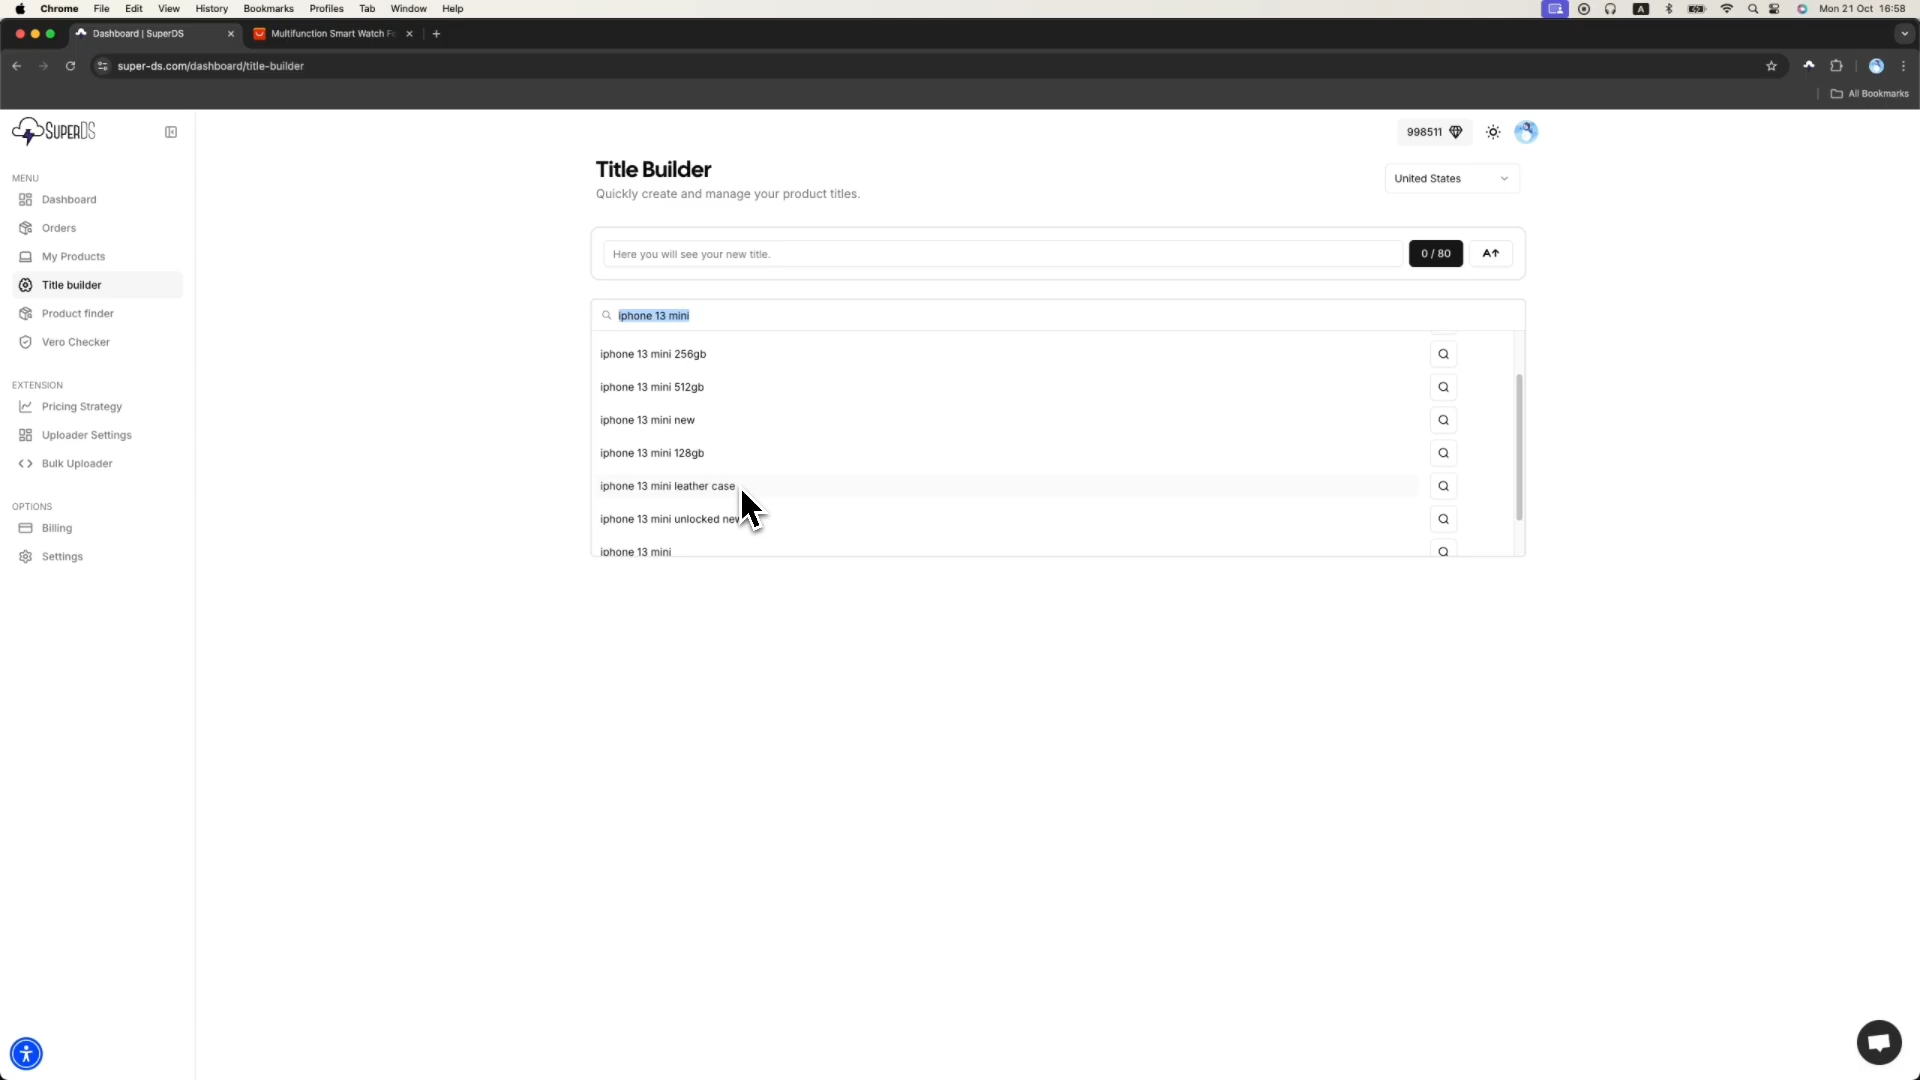 Chrome File Edit View History Bookmarks Profiles Tab Window Help A Mon 21 Oct 16:58
Dashboard | SuperDS Multifunction Smart Watch Fo
super-ds.com/dashboard/title-builder
All Bookmarks
SUPERDS
998511
MENU
Dashboard
Orders
My Products
Title builder
Product finder
Vero Checker
EXTENSION
Pricing Strategy
Uploader Settings
Bulk Uploader
OPTIONS
Billing
Settings
Title Builder
United States
Quickly create and manage your product titles.
Here you will see your new title. 0 / 80 A
iphone 13 mini
iphone 13 mini 256gb
iphone 13 mini 512gb
iphone 13 mini new
iphone 13 mini 128gb
iphone 13 mini leather case
iphone 13 mini unlocked new
iphone 13 mini